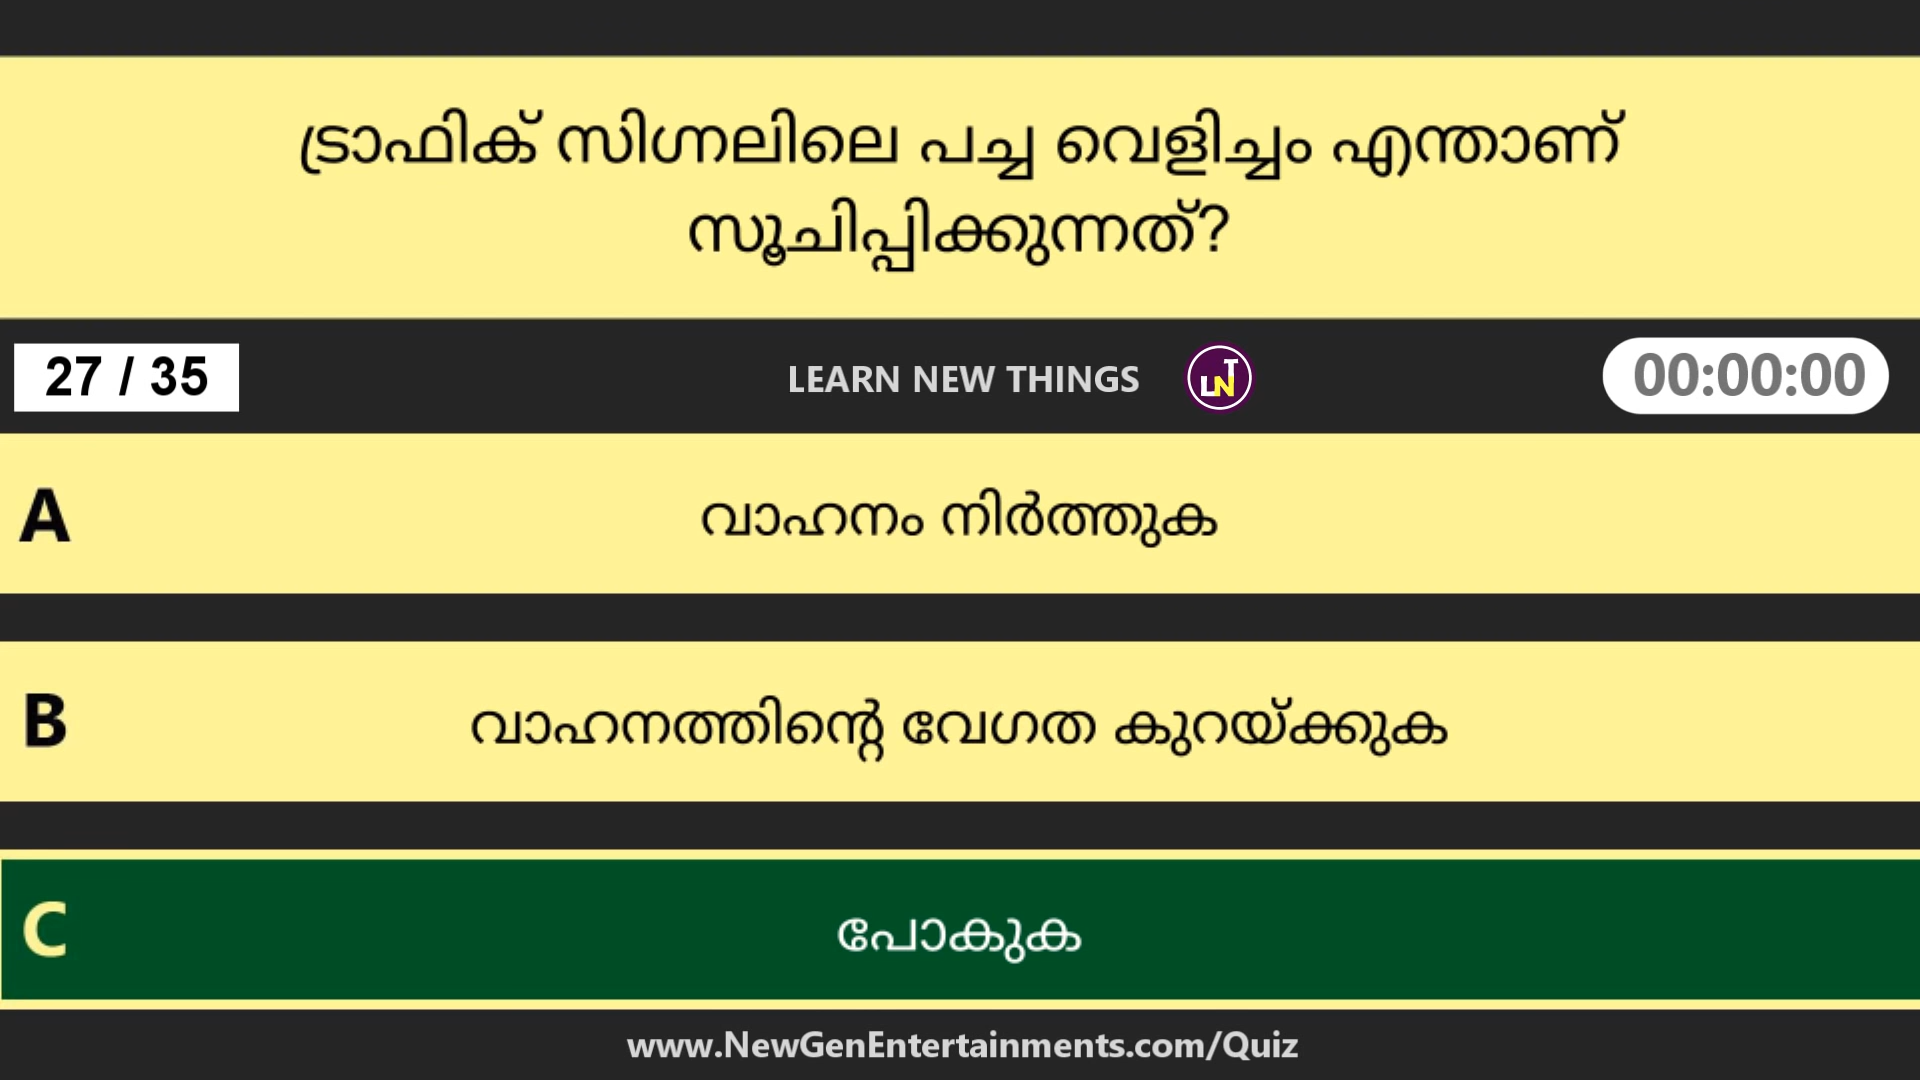 ട്രാഫിക് സിഗ്നലിലെ പച്ച വെളിച്ചം എന്താണ്
സൂചിപ്പിക്കുന്നത്?
27 / 35
LEARN NEW THINGS
LNT
00:00:00
A
വാഹനം നിർത്തുക
B
വാഹനത്തിന്റെ വേഗത കുറയ്ക്കുക
C
പോകുക
www.NewGenEntertainments.com/Quiz